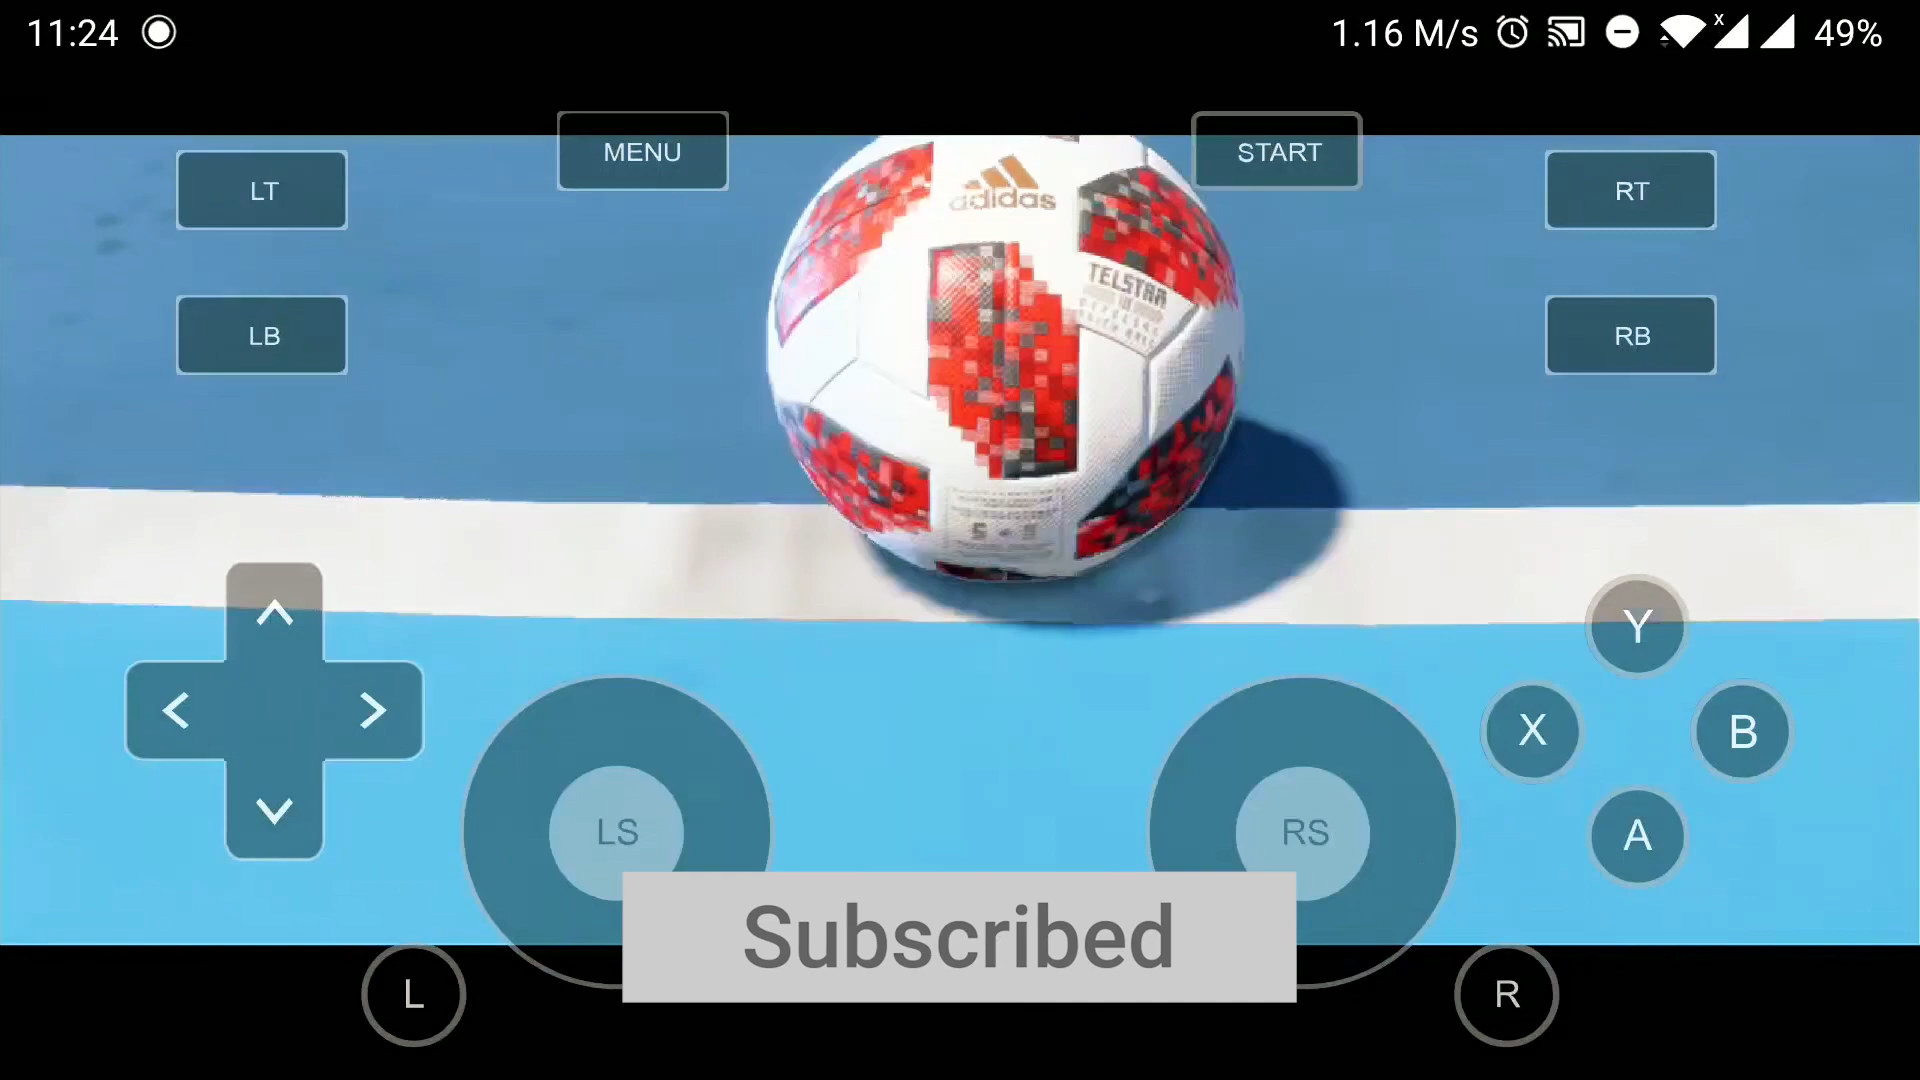 11:24
1.16 M/s
x
49%
MENU
START
LT
RT
adidas
TELSTAR
LB
RB
Y
X
B
LS
RS
A
Subscribed
L
R